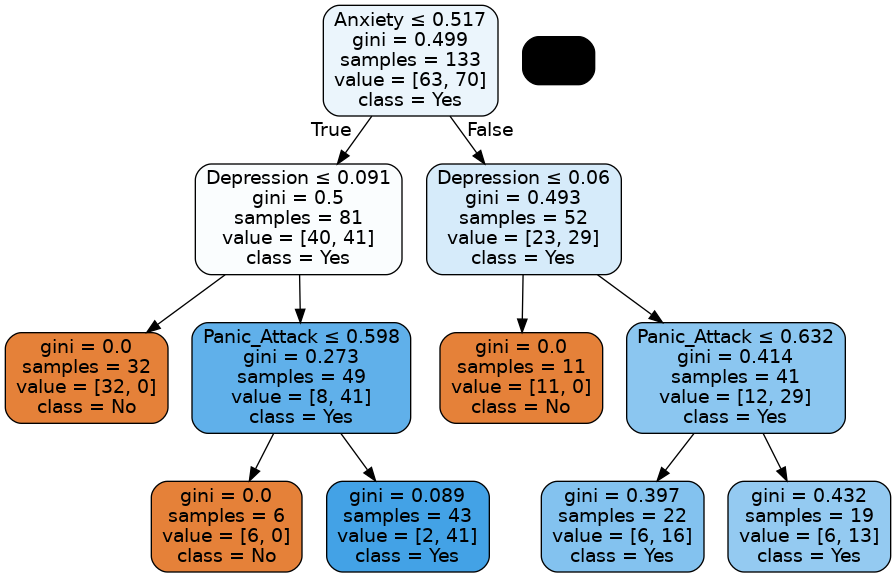 Anxiety ≤ 0.517
gini = 0.499
samples = 133
value = [63, 70]
class = Yes
True
False
Depression ≤ 0.091
gini = 0.5
samples = 81
value = [40, 41]
class = Yes
Depression ≤ 0.06
gini = 0.493
samples = 52
value = [23, 29]
class = Yes
gini = 0.0
samples = 32
value = [32, 0]
class = No
Panic_Attack ≤ 0.598
gini = 0.273
samples = 49
value = [8, 41]
class = Yes
gini = 0.0
samples = 11
value = [11, 0]
class = No
Panic_Attack ≤ 0.632
gini = 0.414
samples = 41
value = [12, 29]
class = Yes
gini = 0.0
samples = 6
value = [6, 0]
class = No
gini = 0.089
samples = 43
value = [2, 41]
class = Yes
gini = 0.397
samples = 22
value = [6, 16]
class = Yes
gini = 0.432
samples = 19
value = [6, 13]
class = Yes